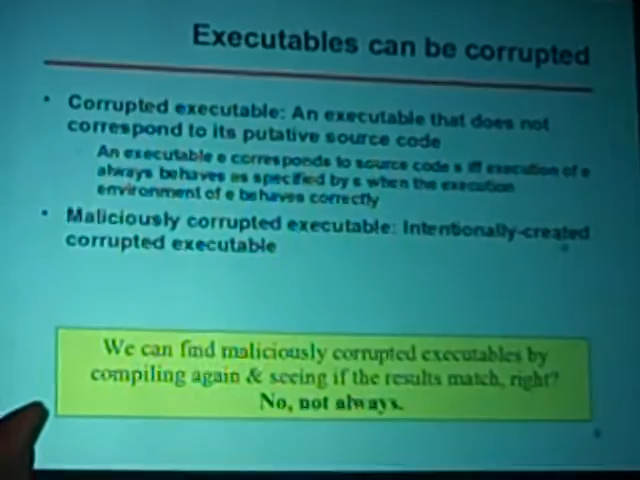 Executables can be corrupted
• Corrupted executable: An executable that does not
correspond to its putative source code
An executable e corresponds to source code s iff execution of e
always behaves as specified by s when the execution
environment of e behaves correctly
• Maliciously corrupted executable: Intentionally-created
corrupted executable
We can find maliciously corrupted executables by
compiling again & seeing if the results match, right?
No, not always.